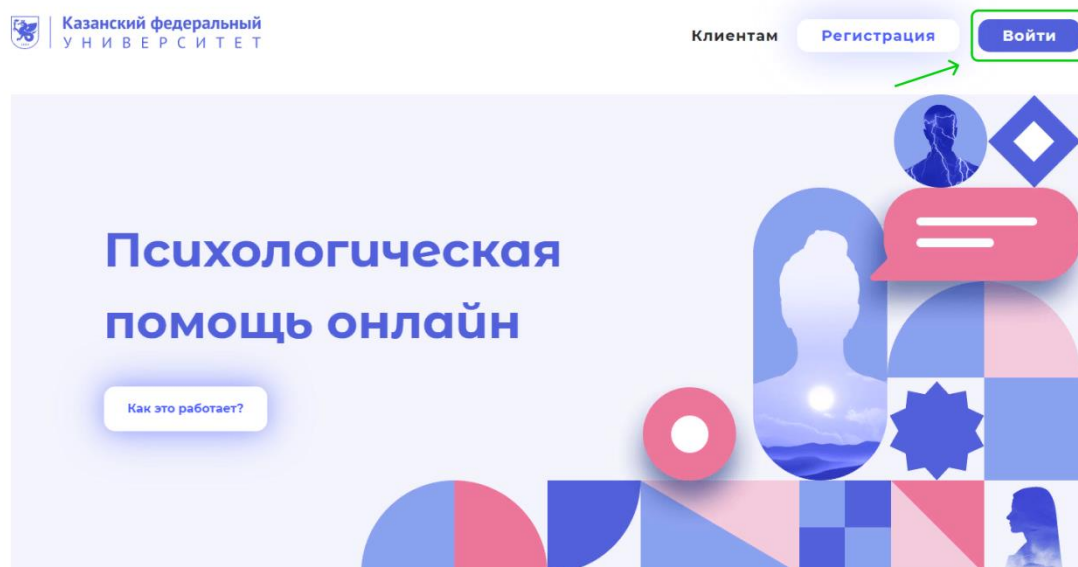 Казанский федеральный
УНИВЕРСИТЕТ
Клиентам
Регистрация
Войти
Психологическая
помощь онлайн
Как это работает?